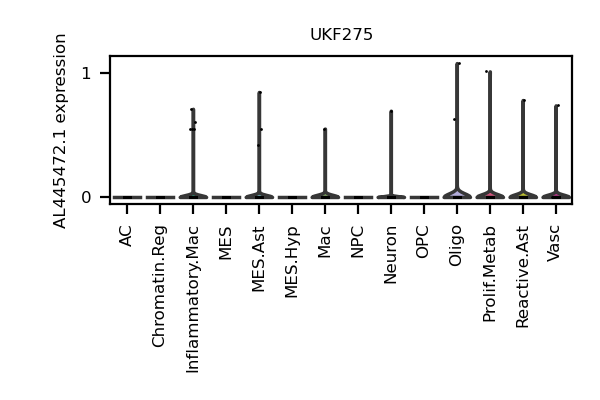 UKF275
AL445472.1 expression
1
0
AC
Chromatin.Reg
Inflammatory.Mac
MES
MES.Ast
MES.Hyp
Mac
NPC
Neuron
OPC
Oligo
Prolif.Metab
Reactive.Ast
Vasc